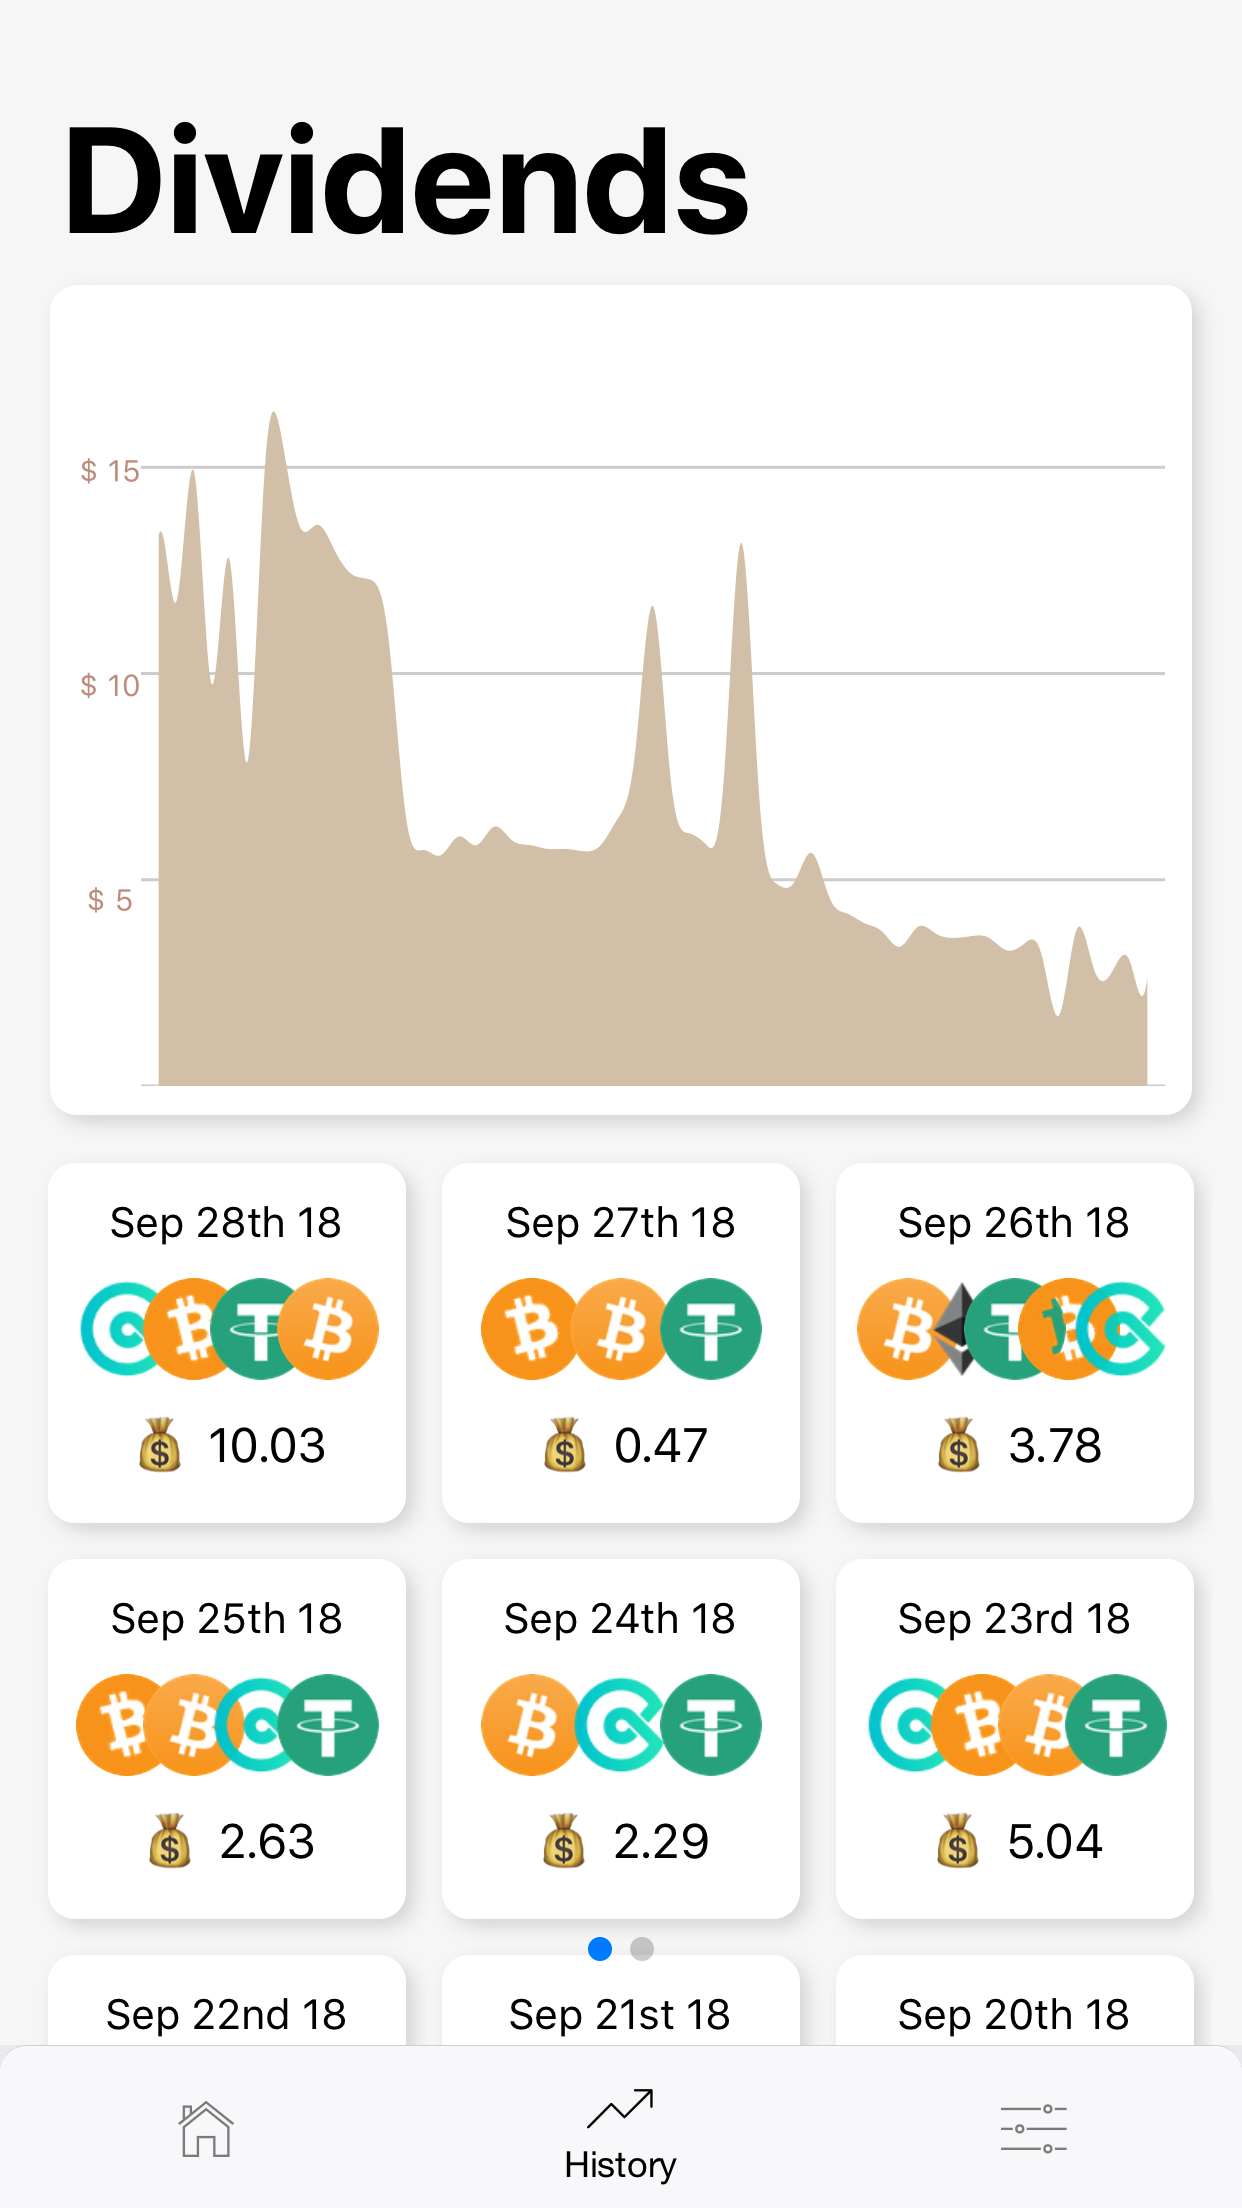 Dividends
$ 15
$ 10
$ 5
Sep 28th 18
Sep 27th 18
Sep 26th 18
10.03
0.47
3.78
Sep 25th 18
Sep 24th 18
Sep 23rd 18
2.63
2.29
5.04
Sep 22nd 18
Sep 21st 18
Sep 20th 18
History